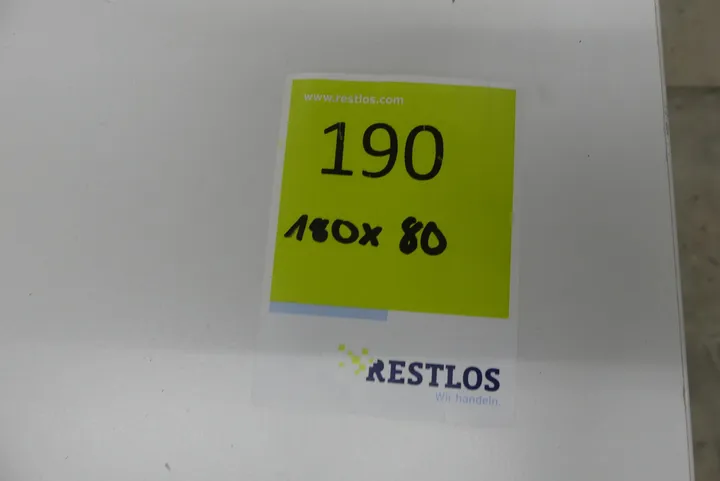 www.restlos.com
190
180x 80
RESTLOS
Wir handeln.